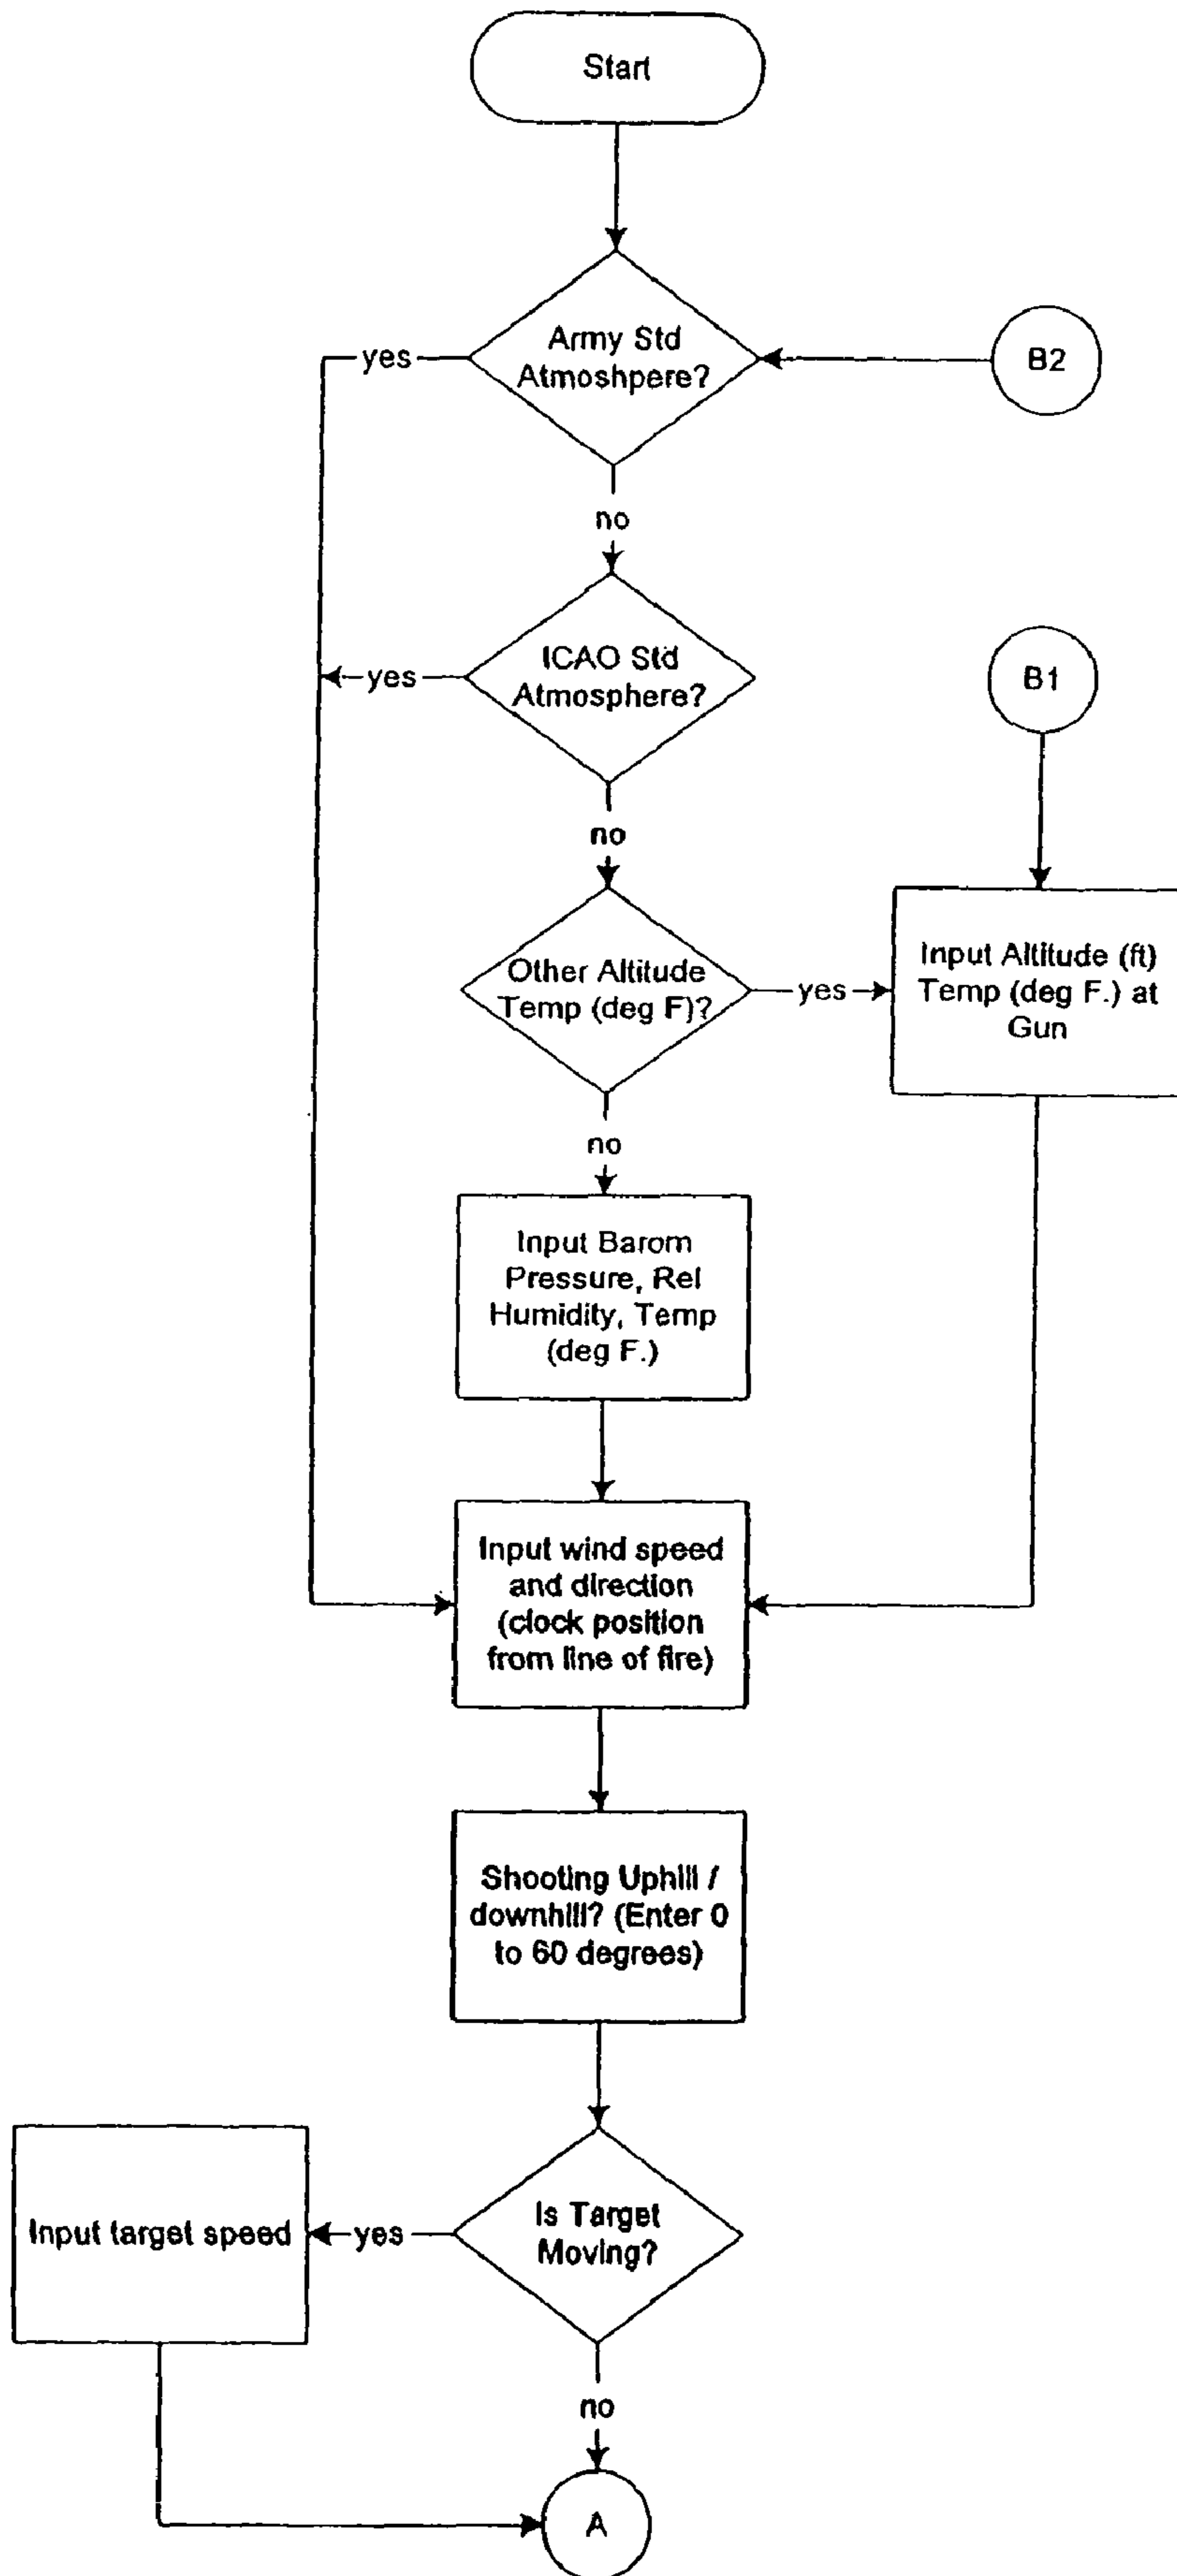 Start
Army Std
Atmoshpere?
yes
B2
no
ICAO Std
Atmosphere?
yes
B1
no
Other Altitude
Temp (deg F)?
yes
Input Altitude (ft)
Temp (deg F.) at
Gun
no
Input Barom
Pressure, Rel
Humidity, Temp
(deg F.)
Input wind speed
and direction
(clock position
from line of fire)
Shooting Uphill /
downhill? (Enter 0
to 60 degrees)
Is Target
Moving?
yes
Input target speed
no
A